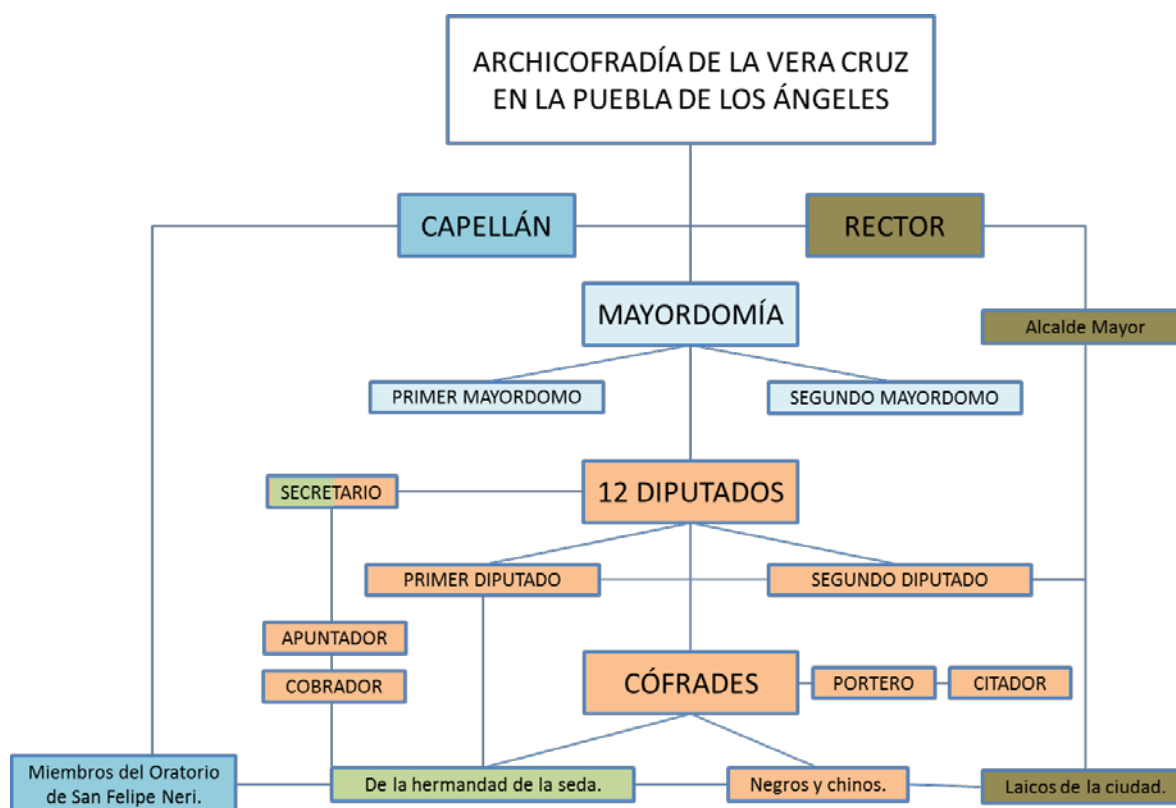 ARCHICOFRADÍA DE LA VERA CRUZ
EN LA PUEBLA DE LOS ÁNGELES
CAPELLÁN
RECTOR
MAYORDOMÍA
Alcalde Mayor
PRIMER MAYORDOMO
SEGUNDO MAYORDOMO
SECRETARIO
12 DIPUTADOS
PRIMER DIPUTADO
SEGUNDO DIPUTADO
APUNTADOR
COBRADOR
CÓFRADES
PORTERO
CITADOR
Miembros del Oratorio
de San Felipe Neri.
De la hermandad de la seda.
Negros y chinos.
Laicos de la ciudad.